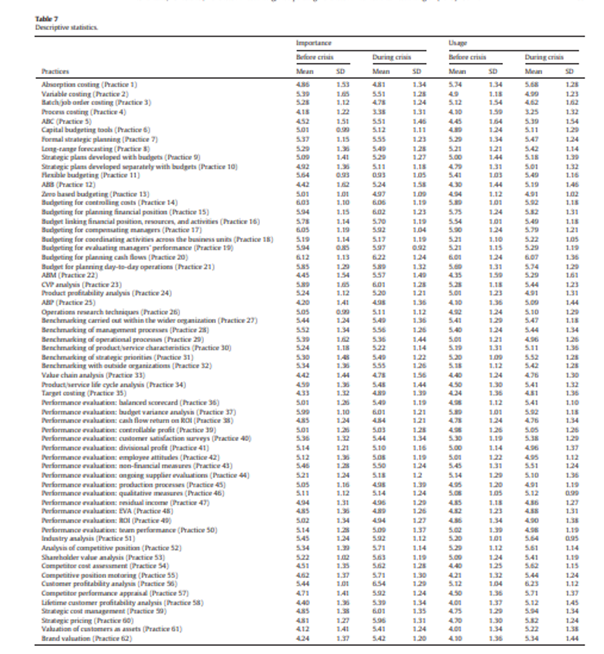 Table 7
Descriptive statistics.
Importance Usage
Before crisis During crisis Before crisis During crisis
Practices Mean SD Mean SD Mean SD Mean SD
Absorption costing (Practice 1) 4.86 1.53 4.81 1.34 5.74 1.34 5.68 1.28
Variable costing (Practice 2) 5.39 1.65 5.51 1.28 4.9 1.18 4.99 1.23
Batch/job order costing (Practice 3) 5.28 1.12 4.78 1.24 5.12 1.54 4.62 1.62
Process costing (Practice 4) 4.18 1.22 3.38 1.31 4.10 1.59 3.25 1.32
ABC (Practice 5) 4.52 1.51 5.51 1.46 4.45 1.64 5.39 1.54
Capital budgeting tools (Practice 6) 5.01 0.99 5.12 1.11 4.89 1.24 5.11 1.29
Formal strategic planning (Practice 7) 5.37 1.15 5.55 1.23 5.29 1.34 5.47 1.24
Long-range forecasting (Practice 8) 5.29 1.36 5.49 1.28 5.21 1.21 5.42 1.14
Strategic plans developed with budgets (Practice 9) 5.09 1.41 5.29 1.27 5.00 1.44 5.18 1.39
Strategic plans developed separately with budgets (Practice 10) 4.92 1.36 5.11 1.18 4.79 1.31 5.01 1.32
Flexible budgeting (Practice 11) 5.64 0.93 0.93 1.05 5.41 1.03 5.49 1.16
ABB (Practice 12) 4.42 1.62 5.24 1.58 4.30 1.44 5.19 1.46
Zero based budgeting (Practice 13) 5.01 1.01 4.97 1.09 4.94 1.12 4.91 1.02
Budgeting for controlling costs (Practice 14) 6.03 1.10 6.06 1.19 5.89 1.01 5.92 1.18
Budgeting for planning financial position (Practice 15) 5.94 1.15 6.02 1.23 5.75 1.24 5.82 1.31
Budget linking financial position, resources, and activities (Practice 16) 5.78 1.14 5.70 1.19 5.54 1.01 5.49 1.18
Budgeting for compensating managers (Practice 17) 6.05 1.19 5.92 1.04 5.90 1.24 5.79 1.21
Budgeting for coordinating activities across the business units (Practice 18) 5.19 1.14 5.17 1.19 5.21 1.10 5.22 1.05
Budgeting for evaluating managers' performance (Practice 19) 5.94 0.85 5.97 0.92 5.21 1.15 5.29 1.19
Budgeting for planning cash flows (Practice 20) 6.12 1.13 6.22 1.24 6.01 1.24 6.07 1.36
Budget for planning day-to-day operations (Practice 21) 5.85 1.29 5.89 1.32 5.69 1.31 5.74 1.29
ABM (Practice 22) 4.45 1.54 5.57 1.49 4.35 1.59 5.29 1.61
CVP analysis (Practice 23) 5.89 1.65 6.01 1.28 5.28 1.18 5.44 1.23
Product profitability analysis (Practice 24) 5.24 1.12 5.20 1.21 5.01 1.23 4.91 1.31
ABP (Practice 25) 4.20 1.41 4.98 1.36 4.10 1.36 5.09 1.44
Operations research techniques (Practice 26) 5.05 0.99 5.11 1.12 4.92 1.24 5.10 1.29
Benchmarking carried out within the wider organization (Practice 27) 5.44 1.24 5.49 1.36 5.41 1.29 5.47 1.18
Benchmarking of management processes (Practice 28) 5.52 1.34 5.56 1.26 5.40 1.24 5.44 1.34
Benchmarking of operational processes (Practice 29) 5.39 1.62 5.36 1.44 5.01 1.21 4.96 1.26
Benchmarking of product/service characteristics (Practice 30) 5.24 1.18 5.22 1.14 5.19 1.31 5.11 1.36
Benchmarking of strategic priorities (Practice 31) 5.30 1.48 5.49 1.22 5.20 1.09 5.52 1.28
Benchmarking with outside organizations (Practice 32) 5.34 1.36 5.55 1.26 5.18 1.12 5.42 1.28
Value chain analysis (Practice 33) 4.42 1.44 4.78 1.56 4.40 1.24 4.76 1.30
Product/service life cycle analysis (Practice 34) 4.59 1.36 5.48 1.44 4.50 1.30 5.41 1.32
Target costing (Practice 35) 4.33 1.32 4.89 1.39 4.24 1.36 4.81 1.36
Performance evaluation: balanced scorecard (Practice 36) 5.01 1.26 5.49 1.19 4.98 1.12 5.41 1.10
Performance evaluation: budget variance analysis (Practice 37) 5.99 1.10 6.01 1.21 5.89 1.01 5.92 1.18
Performance evaluation: cash flow return on ROI (Practice 38) 4.85 1.24 4.84 1.21 4.78 1.24 4.76 1.34
Performance evaluation: controllable profit (Practice 39) 5.01 1.26 5.03 1.28 4.98 1.26 5.05 1.26
Performance evaluation: customer satisfaction surveys (Practice 40) 5.36 1.32 5.44 1.34 5.30 1.19 5.38 1.29
Performance evaluation: divisional profit (Practice 41) 5.14 1.21 5.10 1.16 5.00 1.14 4.96 1.37
Performance evaluation: employee attitudes (Practice 42) 5.12 1.36 5.08 1.19 5.01 1.22 4.95 1.12
Performance evaluation: non-financial measures (Practice 43) 5.46 1.28 5.50 1.24 5.45 1.31 5.51 1.24
Performance evaluation: ongoing supplier evaluations (Practice 44) 5.21 1.24 5.18 1.2 5.14 1.29 5.10 1.36
Performance evaluation: production processes (Practice 45) 5.05 1.16 4.98 1.39 4.95 1.20 4.91 1.19
Performance evaluation: qualitative measures (Practice 46) 5.11 1.12 5.14 1.24 5.08 1.05 5.12 0.99
Performance evaluation: residual income (Practice 47) 4.94 1.31 4.96 1.29 4.85 1.18 4.86 1.27
Performance evaluation: EVA (Practice 48) 4.85 1.36 4.89 1.26 4.82 1.23 4.88 1.31
Performance evaluation: ROI (Practice 49) 5.02 1.34 4.94 1.27 4.86 1.34 4.90 1.38
Performance evaluation: team performance (Practice 50) 5.14 1.28 5.09 1.37 5.02 1.39 4.98 1.19
Industry analysis (Practice 51) 5.45 1.24 5.92 1.12 5.20 1.01 5.64 0.95
Analysis of competitive position (Practice 52) 5.34 1.39 5.71 1.14 5.29 1.12 5.61 1.14
Shareholder value analysis (Practice 53) 5.22 1.02 5.63 1.19 5.09 1.24 5.41 1.19
Competitor cost assessment (Practice 54) 4.51 1.35 5.62 1.28 4.40 1.25 5.62 1.15
Competitive position motoring (Practice 55) 4.62 1.37 5.71 1.30 4.21 1.32 5.44 1.24
Customer profitability analysis (Practice 56) 5.44 1.01 6.54 1.29 5.12 1.04 6.23 1.12
Competitor performance appraisal (Practice 57) 4.71 1.41 5.92 1.24 4.50 1.36 5.71 1.37
Lifetime customer profitability analysis (Practice 58) 4.40 1.36 5.39 1.34 4.01 1.37 5.12 1.45
Strategic cost management (Practice 59) 4.85 1.38 6.01 1.35 4.75 1.29 5.94 1.34
Strategic pricing (Practice 60) 4.81 1.27 5.96 1.31 4.70 1.30 5.82 1.24
Valuation of customers as assets (Practice 61) 4.12 1.41 5.41 1.24 4.01 1.34 5.22 1.38
Brand valuation (Practice 62) 4.24 1.37 5.42 1.20 4.10 1.36 5.34 1.44